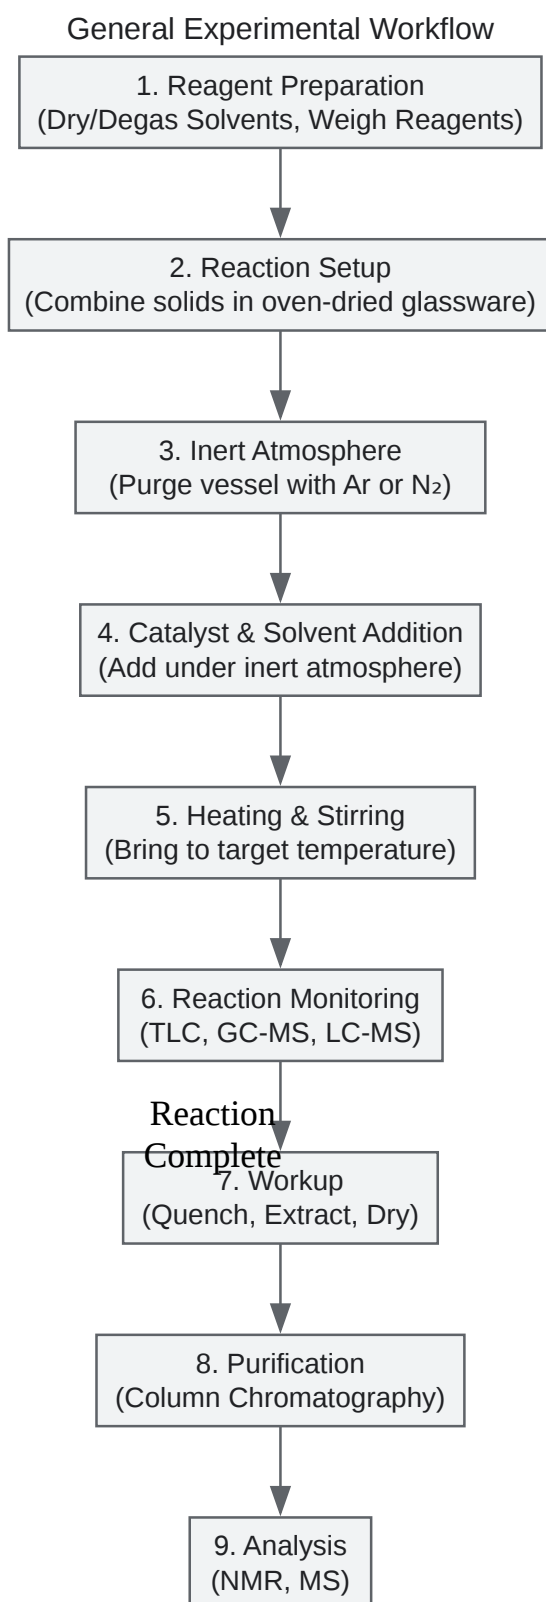 General Experimental Workflow
1. Reagent Preparation
(Dry/Degas Solvents, Weigh Reagents)
2. Reaction Setup
(Combine solids in oven-dried glassware)
3. Inert Atmosphere
(Purge vessel with Ar or N₂)
4. Catalyst & Solvent Addition
(Add under inert atmosphere)
5. Heating & Stirring
(Bring to target temperature)
6. Reaction Monitoring
(TLC, GC-MS, LC-MS)
Reaction
Complete
7. Workup
(Quench, Extract, Dry)
8. Purification
(Column Chromatography)
9. Analysis
(NMR, MS)